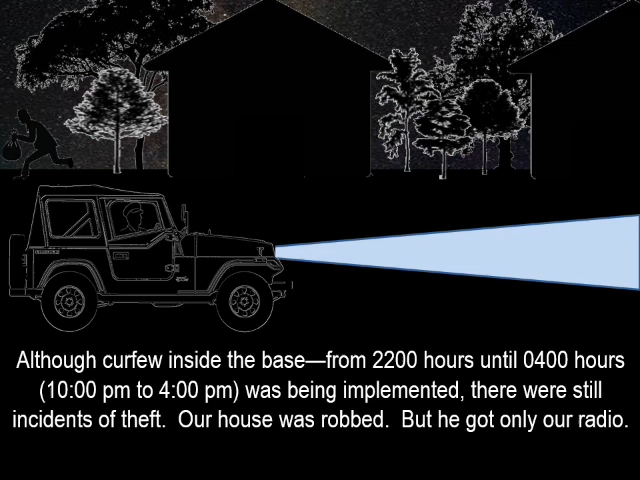 Although curfew inside the base—from 2200 hours until 0400 hours
(10:00 pm to 4:00 pm) was being implemented, there were still
incidents of theft.  Our house was robbed.  But he got only our radio.